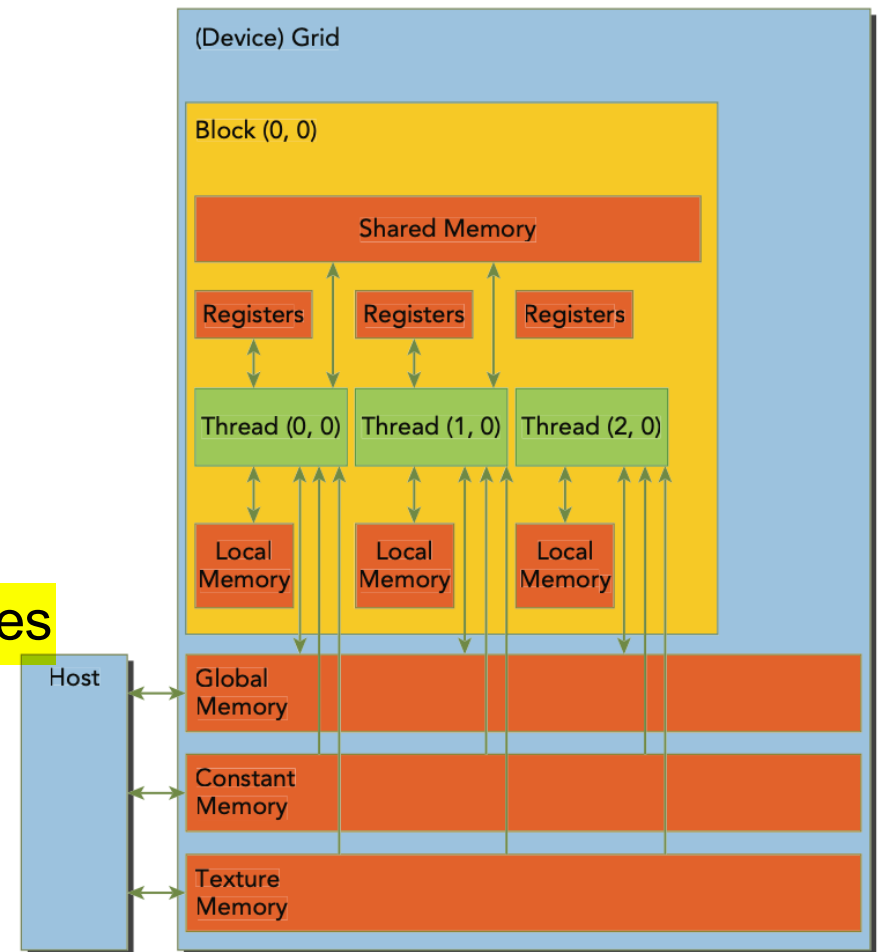 (Device) Grid
Block (0, 0)
Shared Memory
Registers Registers Registers
Thread (0, 0) Thread (1, 0) Thread (2, 0)
Local Local Local
Memory Memory Memory
es
Host
Global
Memory
Constant
Memory
Texture
Memory